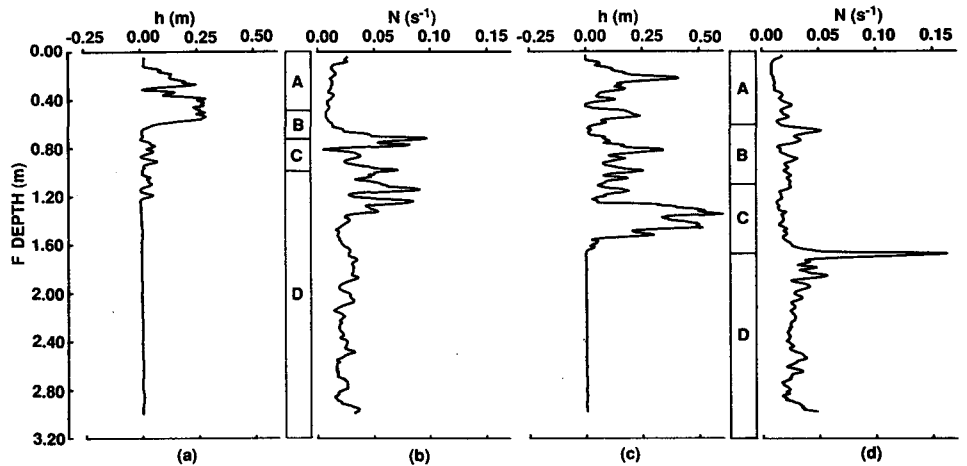 h (m)
N (s⁻¹)
h (m)
N (s⁻¹)
-0.25 0.00 0.25 0.50
0.00 0.05 0.10 0.15
-0.25 0.00 0.25 0.50
0.00 0.05 0.10 0.15
0.00
0.40
0.80
1.20
1.60
2.00
2.40
2.80
3.20
F DEPTH (m)
A
B
C
D
A
B
C
D
(a)
(b)
(c)
(d)